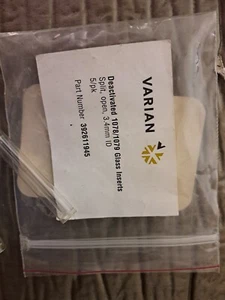 VARIAN
Deactivated 1078/1079 Glass Inserts
Split, open, 3.4mm ID
5/pk
Part Number: 392611945